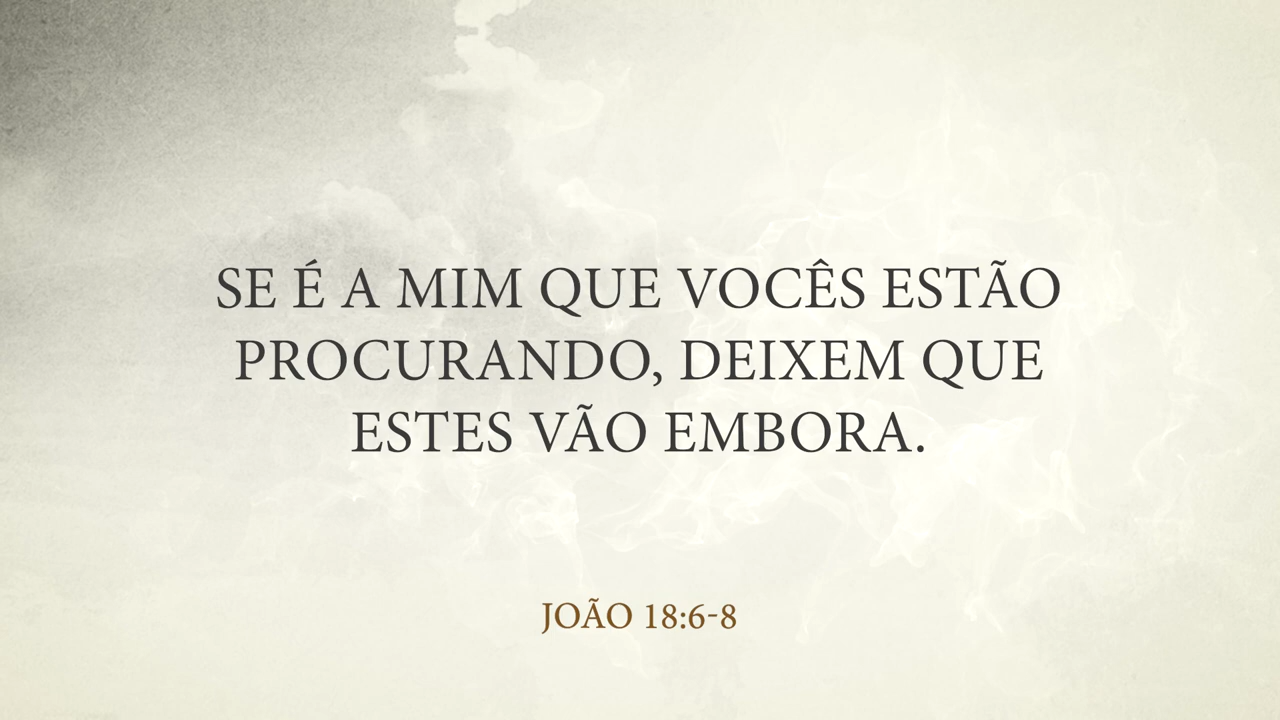 SE É A MIM QUE VOCÊS ESTÃO
PROCURANDO, DEIXEM QUE
ESTES VÃO EMBORA.
JOÃO 18:6-8